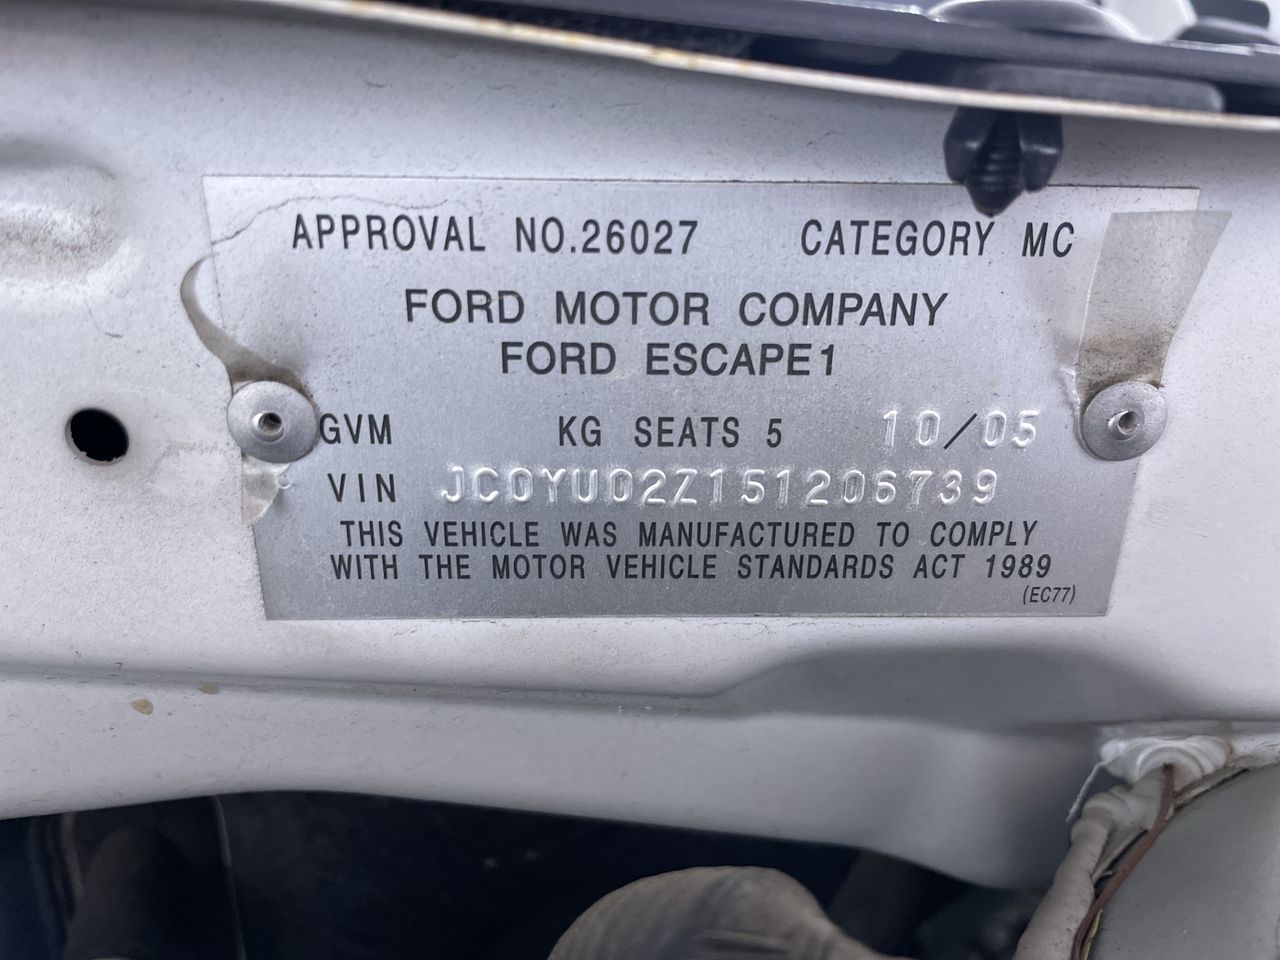 APPROVAL NO.26027 CATEGORY MC
FORD MOTOR COMPANY
FORD ESCAPE1
GVM KG SEATS 5 10/05
VIN JC0YU02Z151206739
THIS VEHICLE WAS MANUFACTURED TO COMPLY
WITH THE MOTOR VEHICLE STANDARDS ACT 1989
(EC77)